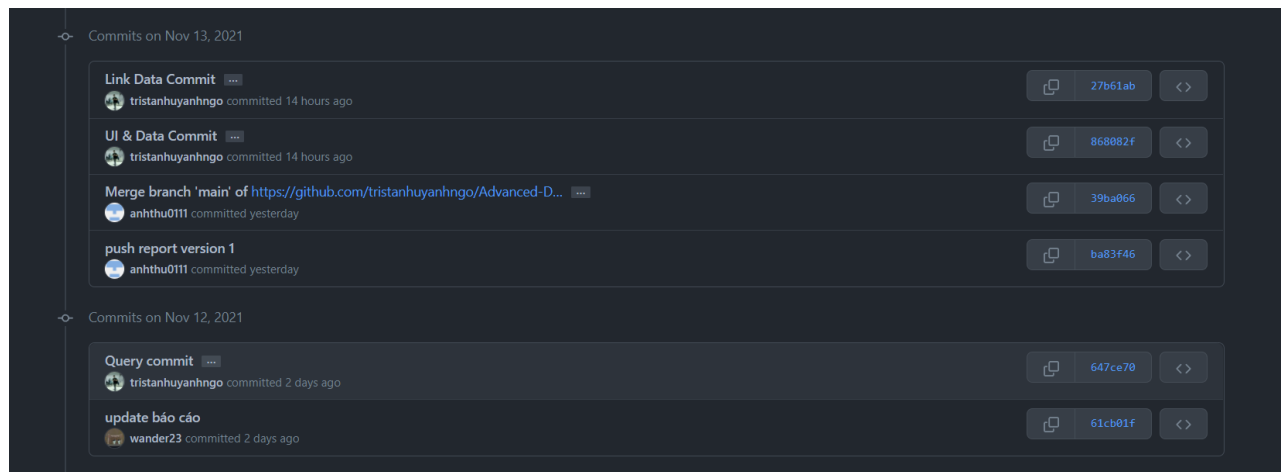 Commits on Nov 13, 2021
Link Data Commit ...
tristanhuyanhngo committed 14 hours ago
27b61ab
UI & Data Commit ...
tristanhuyanhngo committed 14 hours ago
868082f
Merge branch 'main' of https://github.com/tristanhuyanhngo/Advanced-D... ...
anhthu0111 committed yesterday
39ba066
push report version 1
anhthu0111 committed yesterday
ba83f46
Commits on Nov 12, 2021
Query commit ...
tristanhuyanhngo committed 2 days ago
647ce70
update báo cáo
wander23 committed 2 days ago
61cb01f